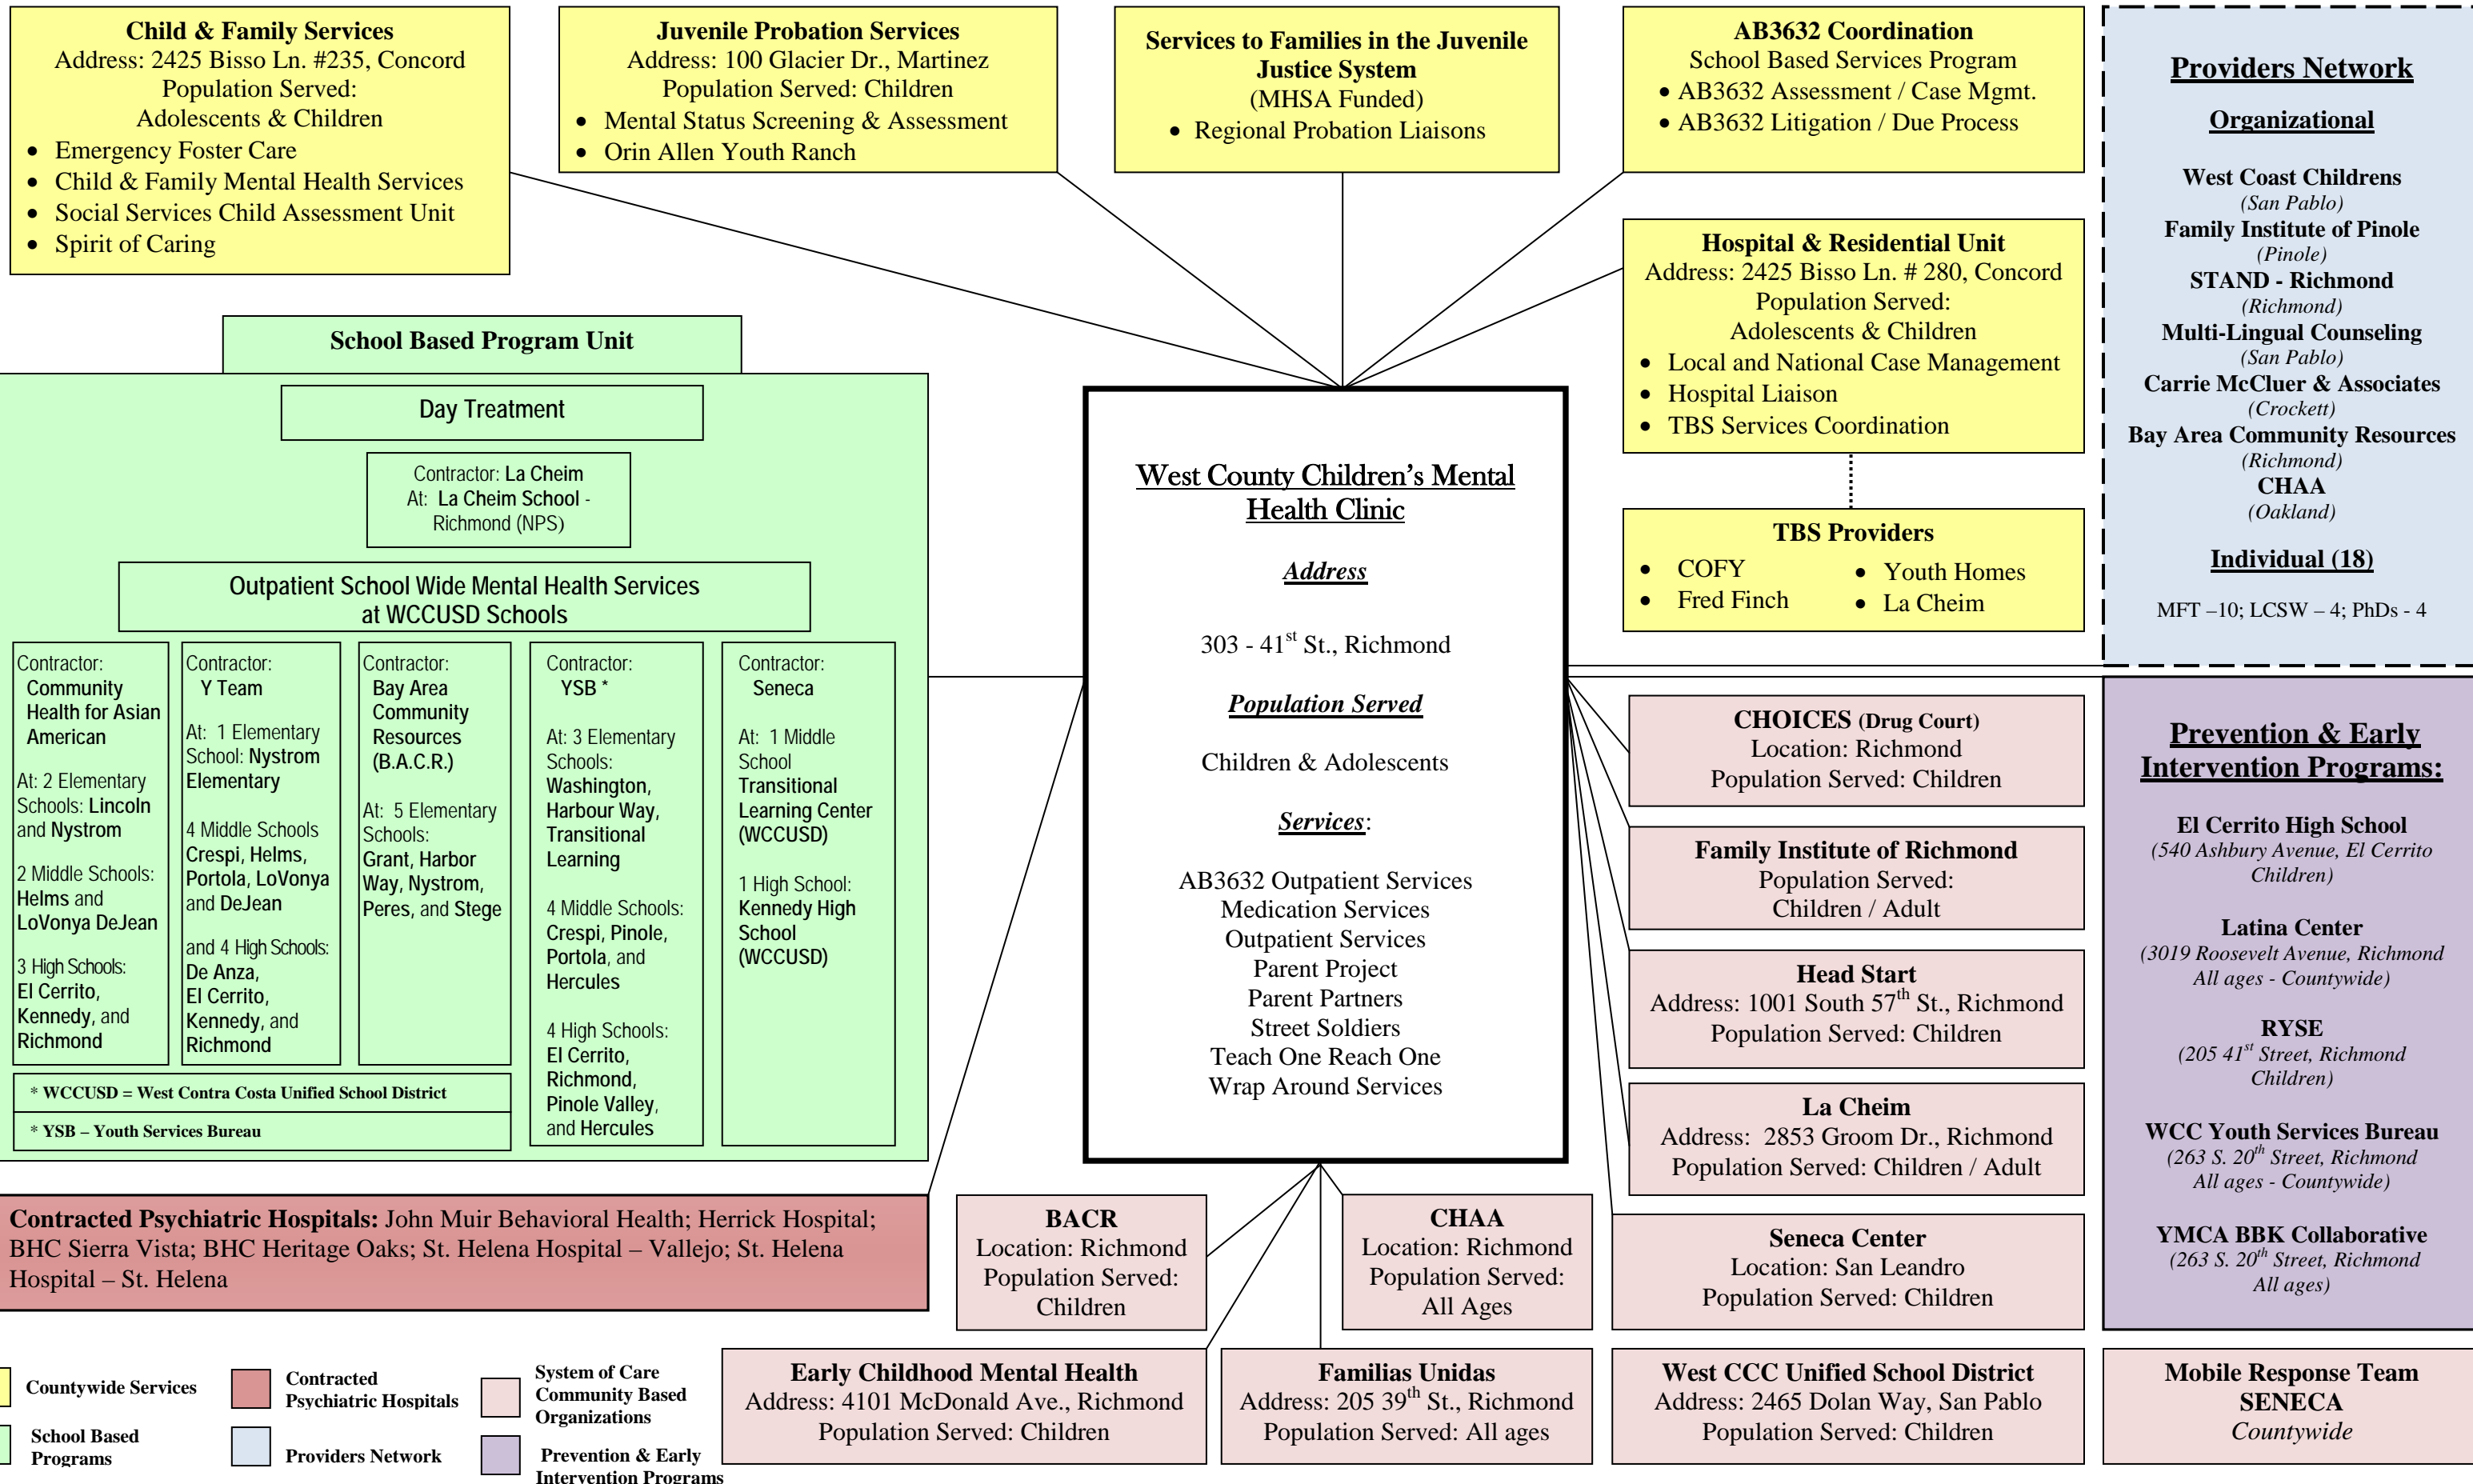 Child & Family Services
Address: 2425 Bisso Ln. #235, Concord
Population Served:
Adolescents & Children
• Emergency Foster Care
• Child & Family Mental Health Services
• Social Services Child Assessment Unit
• Spirit of Caring
Juvenile Probation Services
Address: 100 Glacier Dr., Martinez
Population Served: Children
• Mental Status Screening & Assessment
• Orin Allen Youth Ranch
Services to Families in the Juvenile
Justice System
(MHSA Funded)
• Regional Probation Liaisons
AB3632 Coordination
School Based Services Program
• AB3632 Assessment / Case Mgmt.
• AB3632 Litigation / Due Process
Hospital & Residential Unit
Address: 2425 Bisso Ln. # 280, Concord
Population Served:
Adolescents & Children
• Local and National Case Management
• Hospital Liaison
• TBS Services Coordination
TBS Providers
• COFY
• Fred Finch
• Youth Homes
• La Cheim
Providers Network
Organizational
West Coast Childrens
(San Pablo)
Family Institute of Pinole
(Pinole)
STAND - Richmond
(Richmond)
Multi-Lingual Counseling
(San Pablo)
Carrie McCluer & Associates
(Crockett)
Bay Area Community Resources
(Richmond)
CHAA
(Oakland)
Individual (18)
MFT –10; LCSW – 4; PhDs - 4
School Based Program Unit
Day Treatment
Contractor: La Cheim
At: La Cheim School -
Richmond (NPS)
Outpatient School Wide Mental Health Services
at WCCUSD Schools
Contractor:
Community
Health for Asian
American
At: 2 Elementary
Schools: Lincoln
and Nystrom
2 Middle Schools:
Helms and
LoVonya DeJean
3 High Schools:
El Cerrito,
Kennedy, and
Richmond
Contractor:
Y Team
At: 1 Elementary
School: Nystrom
Elementary
4 Middle Schools
Crespi, Helms,
Portola, LoVonya
and DeJean
and 4 High Schools:
De Anza,
El Cerrito,
Kennedy, and
Richmond
Contractor:
Bay Area
Community
Resources
(B.A.C.R.)
At: 5 Elementary
Schools:
Grant, Harbor
Way, Nystrom,
Peres, and Stege
Contractor:
YSB *
At: 3 Elementary
Schools:
Washington,
Harbour Way,
Transitional
Learning
4 Middle Schools:
Crespi, Pinole,
Portola, and
Hercules
4 High Schools:
El Cerrito,
Richmond,
Pinole Valley,
and Hercules
Contractor:
Seneca
At: 1 Middle
School
Transitional
Learning Center
(WCCUSD)
1 High School:
Kennedy High
School
(WCCUSD)
* WCCUSD = West Contra Costa Unified School District
* YSB – Youth Services Bureau
West County Children's Mental
Health Clinic
Address
303 - 41st St., Richmond
Population Served
Children & Adolescents
Services:
AB3632 Outpatient Services
Medication Services
Outpatient Services
Parent Project
Parent Partners
Street Soldiers
Teach One Reach One
Wrap Around Services
CHOICES (Drug Court)
Location: Richmond
Population Served: Children
Family Institute of Richmond
Population Served:
Children / Adult
Head Start
Address: 1001 South 57th St., Richmond
Population Served: Children
La Cheim
Address: 2853 Groom Dr., Richmond
Population Served: Children / Adult
Seneca Center
Location: San Leandro
Population Served: Children
Prevention & Early
Intervention Programs:
El Cerrito High School
(540 Ashbury Avenue, El Cerrito
Children)
Latina Center
(3019 Roosevelt Avenue, Richmond
All ages - Countywide)
RYSE
(205 41st Street, Richmond
Children)
WCC Youth Services Bureau
(263 S. 20th Street, Richmond
All ages - Countywide)
YMCA BBK Collaborative
(263 S. 20th Street, Richmond
All ages)
Contracted Psychiatric Hospitals: John Muir Behavioral Health; Herrick Hospital;
BHC Sierra Vista; BHC Heritage Oaks; St. Helena Hospital – Vallejo; St. Helena
Hospital – St. Helena
BACR
Location: Richmond
Population Served:
Children
CHAA
Location: Richmond
Population Served:
All Ages
Early Childhood Mental Health
Address: 4101 McDonald Ave., Richmond
Population Served: Children
Familias Unidas
Address: 205 39th St., Richmond
Population Served: All ages
West CCC Unified School District
Address: 2465 Dolan Way, San Pablo
Population Served: Children
Mobile Response Team
SENECA
Countywide
Countywide Services
School Based
Programs
Contracted
Psychiatric Hospitals
Providers Network
System of Care
Community Based
Organizations
Prevention & Early
Intervention Programs